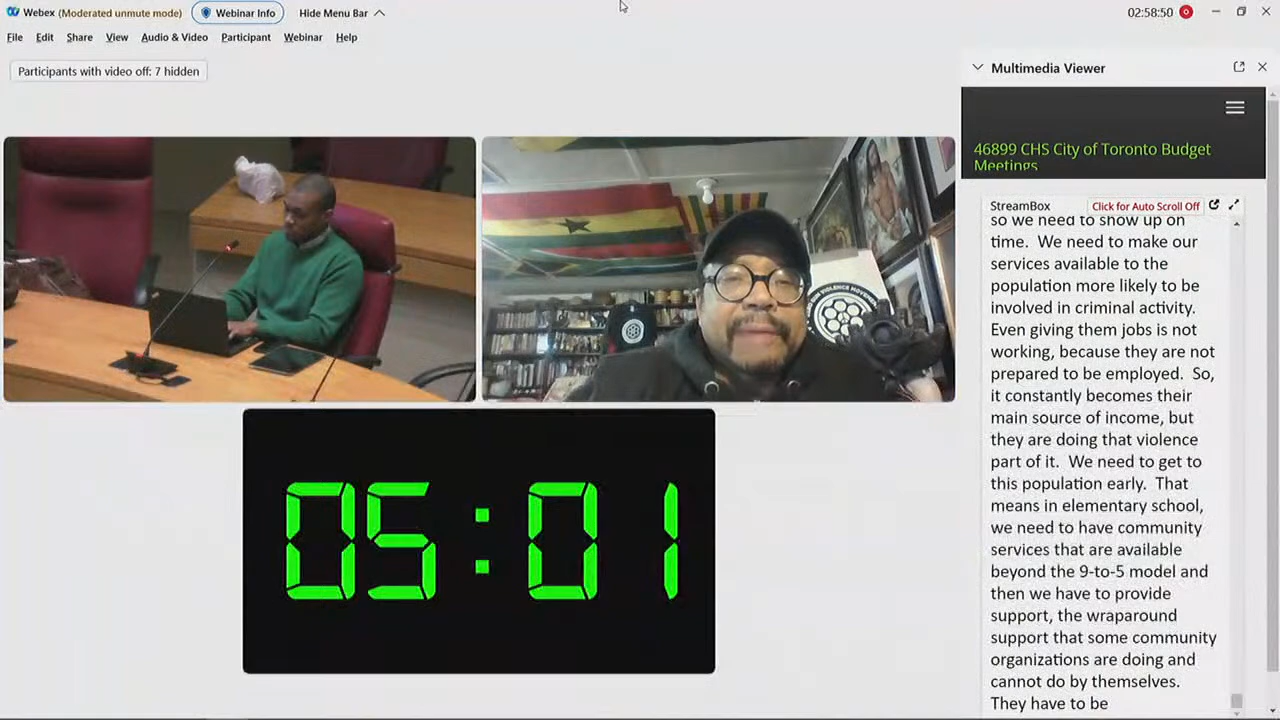 Webex (Moderated unmute mode) Webinar Info Hide Menu Bar 02:58:50
File Edit Share View Audio & Video Participant Webinar Help
Participants with video off: 7 hidden
Multimedia Viewer
46899 CHS City of Toronto Budget
Meetings
StreamBox Click for Auto Scroll Off
so we need to show up on
time. We need to make our
services available to the
population more likely to be
involved in criminal activity.
Even giving them jobs is not
working, because they are not
prepared to be employed. So,
it constantly becomes their
main source of income, but
they are doing that violence
part of it. We need to get to
this population early. That
means in elementary school,
we need to have community
services that are available
beyond the 9-to-5 model and
then we have to provide
support, the wraparound
support that some community
organizations are doing and
cannot do by themselves.
They have to be
VIOLENCE MOVEMENT
05:01